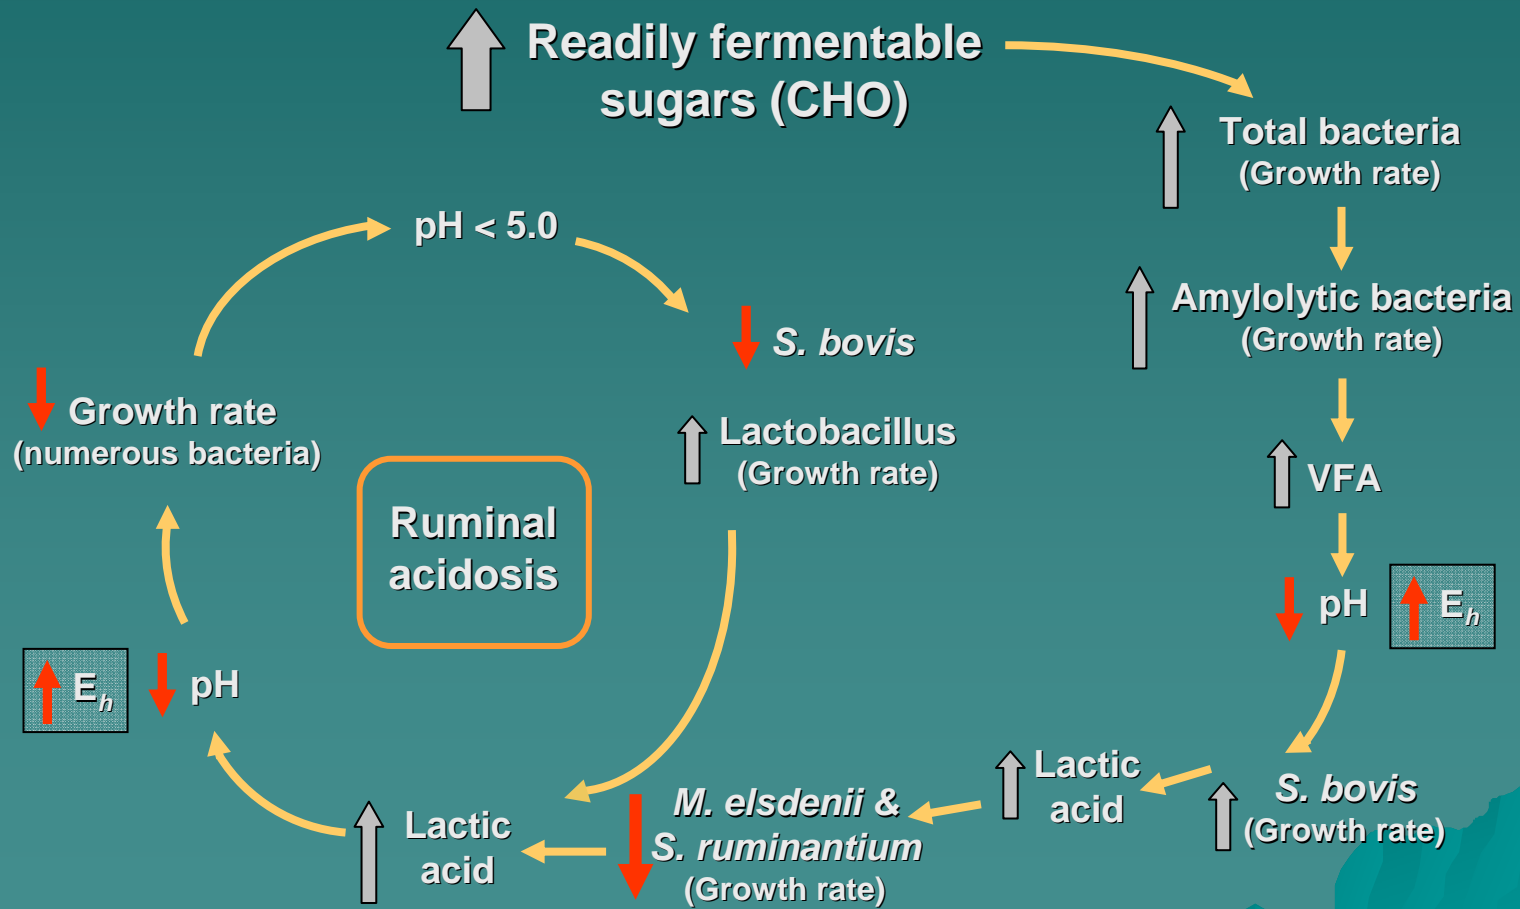 Readily fermentable
sugars (CHO)
Total bacteria
(Growth rate)
Amylolytic bacteria
(Growth rate)
VFA
pH
E_h
S. bovis
(Growth rate)
Lactic
acid
M. elsdenii &
S. ruminantium
(Growth rate)
Lactic
acid
pH
E_h
Growth rate
(numerous bacteria)
pH < 5.0
S. bovis
Lactobacillus
(Growth rate)
Ruminal
acidosis